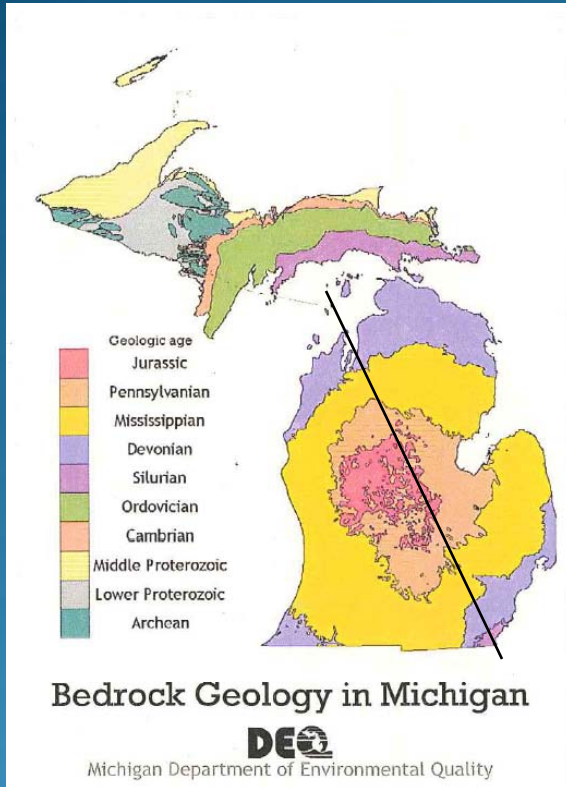 Geologic age
Jurassic
Pennsylvanian
Mississippian
Devonian
Silurian
Ordovician
Cambrian
Middle Proterozoic
Lower Proterozoic
Archean
Bedrock Geology in Michigan
DEQ
Michigan Department of Environmental Quality